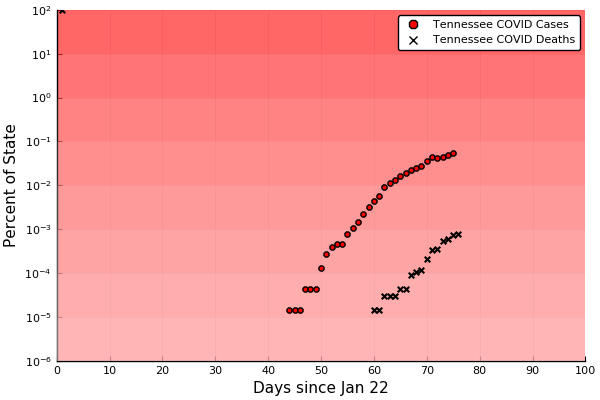 10²
10¹
10⁰
10⁻¹
10⁻²
10⁻³
10⁻⁴
10⁻⁵
10⁻⁶
Percent of State
Tennessee COVID Cases
Tennessee COVID Deaths
0 10 20 30 40 50 60 70 80 90 100
Days since Jan 22